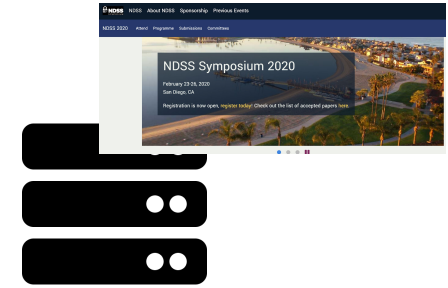 NDSS NDSS About NDSS Sponsorship Previous Events
NDSS 2020 Attend Programme Submissions Committees
NDSS Symposium 2020
February 23-26, 2020
San Diego, CA
Registration is now open, register today! Check out the list of accepted papers here.